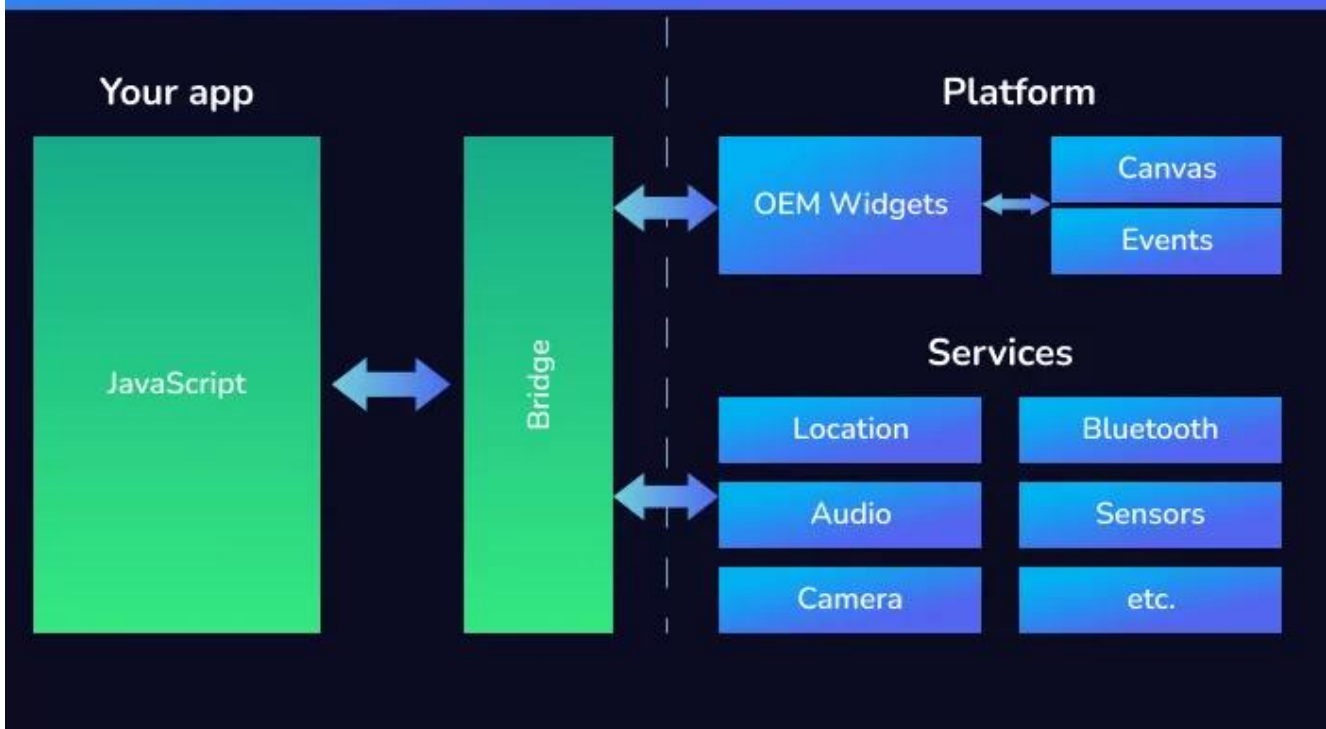 Your app
JavaScript
Bridge
Platform
OEM Widgets
Canvas
Events
Services
Location
Bluetooth
Audio
Sensors
Camera
etc.